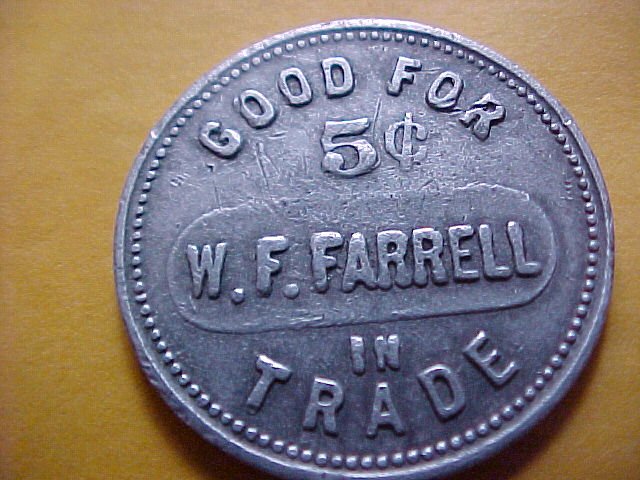 GOOD FOR
5¢
W. F. FARRELL
IN
TRADE